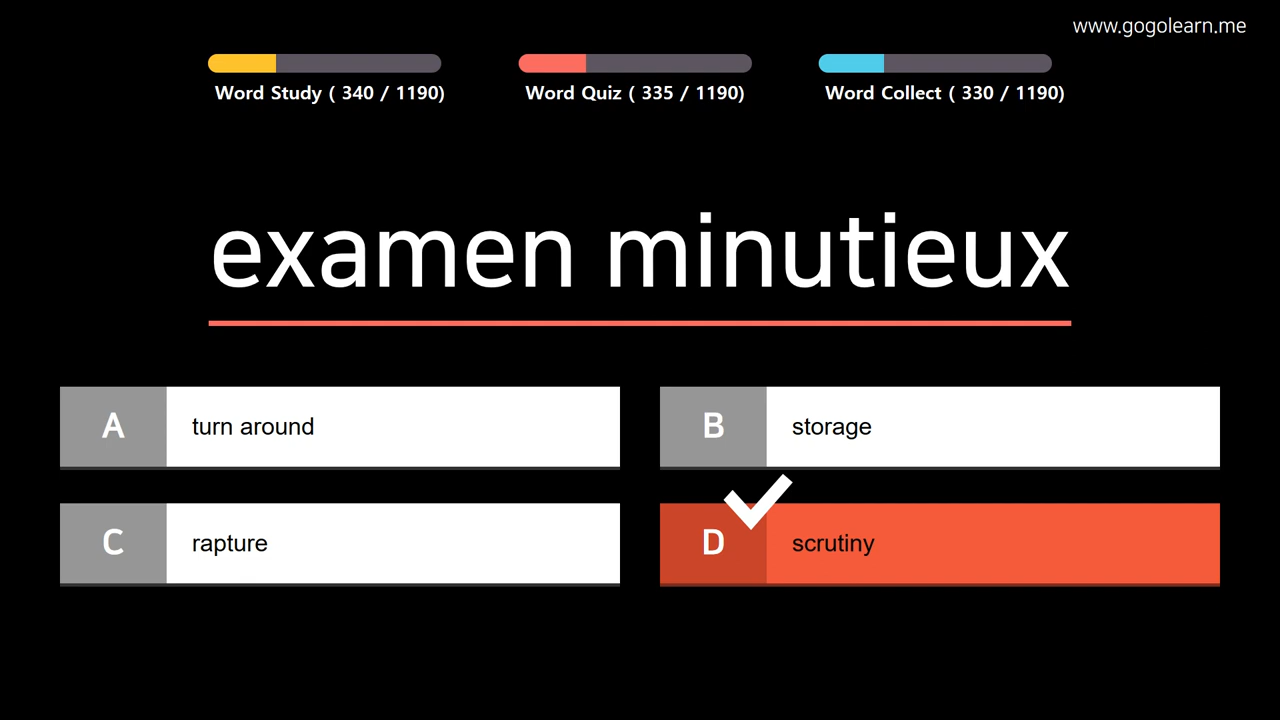 www.gogolearn.me
Word Study ( 340 / 1190)
Word Quiz ( 335 / 1190)
Word Collect ( 330 / 1190)
examen minutieux
A turn around
B storage
C rapture
D scrutiny